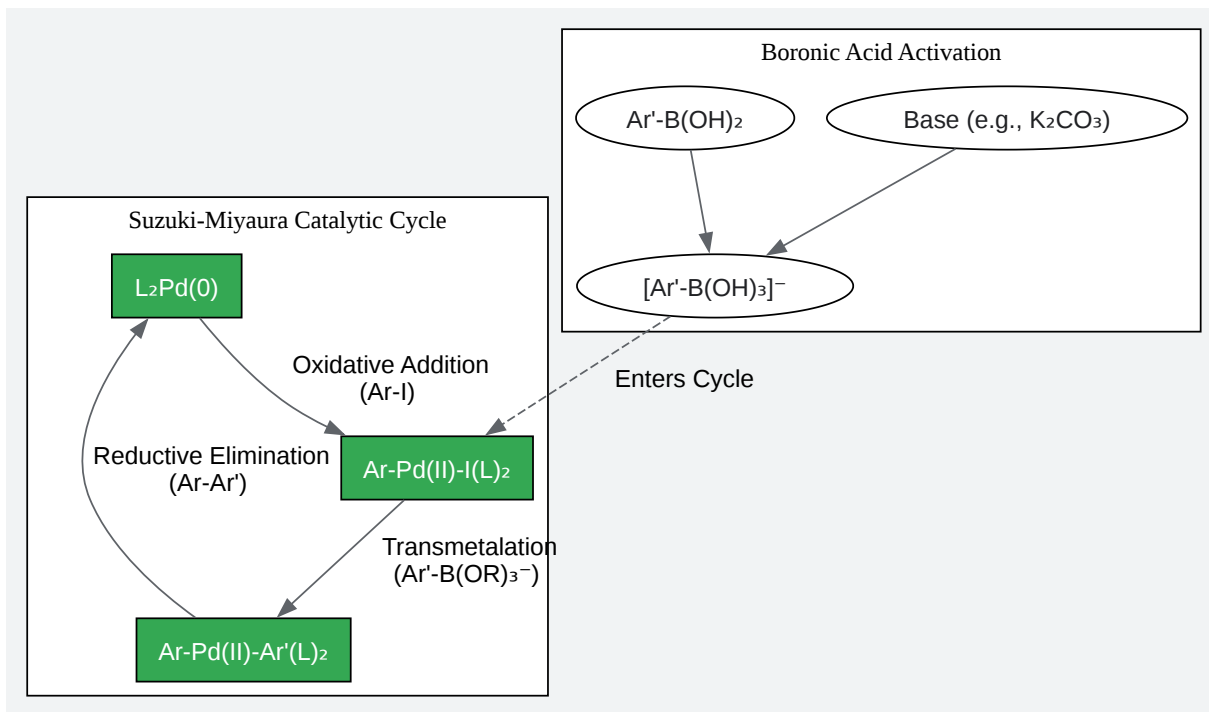 Boronic Acid Activation
Ar'-B(OH)₂
Base (e.g., K₂CO₃)
[Ar'-B(OH)₃]⁻
Enters Cycle
Suzuki-Miyaura Catalytic Cycle
L₂Pd(0)
Oxidative Addition
(Ar-I)
Reductive Elimination
(Ar-Ar')
Ar-Pd(II)-I(L)₂
Transmetalation
(Ar'-B(OR)₃⁻)
Ar-Pd(II)-Ar'(L)₂